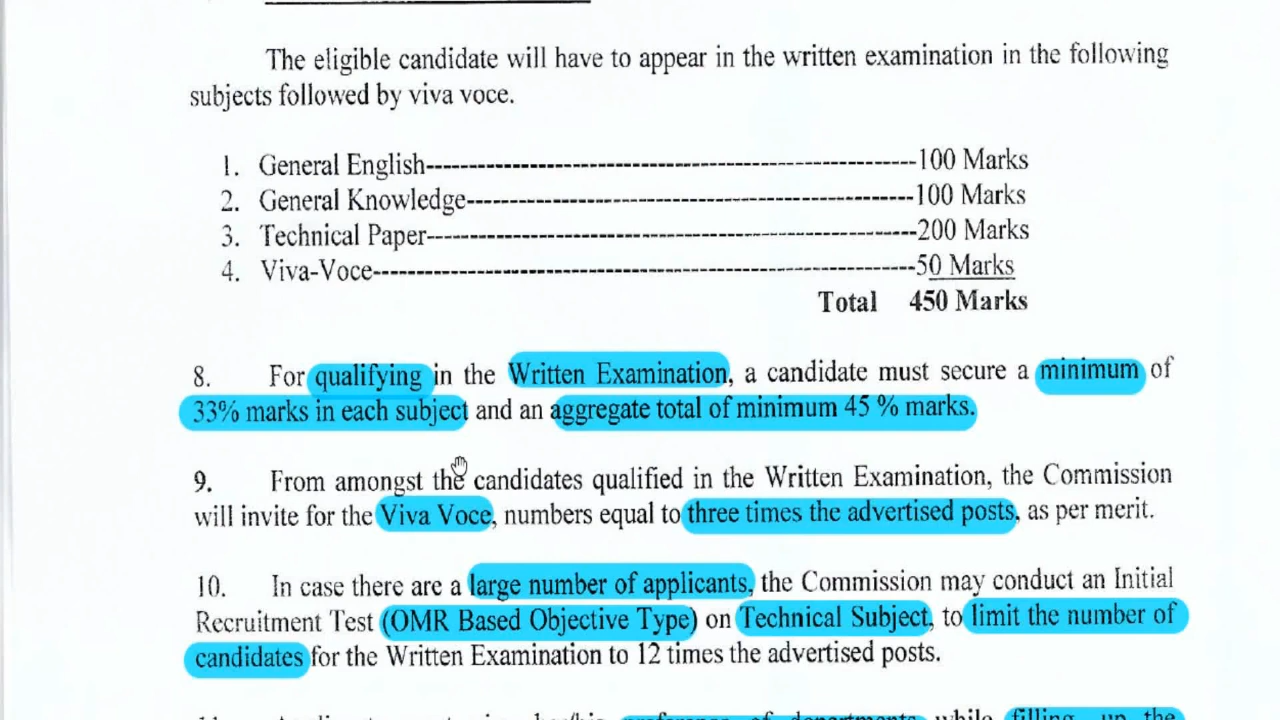 The eligible candidate will have to appear in the written examination in the following
subjects followed by viva voce.
1. General English---------------------------------------------------------100 Marks
2. General Knowledge----------------------------------------------------100 Marks
3. Technical Paper---------------------------------------------------------200 Marks
4. Viva-Voce---------------------------------------------------------------50 Marks
Total 450 Marks
8. For qualifying in the Written Examination, a candidate must secure a minimum of
33% marks in each subject and an aggregate total of minimum 45 % marks.
9. From amongst the candidates qualified in the Written Examination, the Commission
will invite for the Viva Voce, numbers equal to three times the advertised posts, as per merit.
10. In case there are a large number of applicants, the Commission may conduct an Initial
Recruitment Test (OMR Based Objective Type) on Technical Subject, to limit the number of
candidates for the Written Examination to 12 times the advertised posts.
preference of departments while filling up the